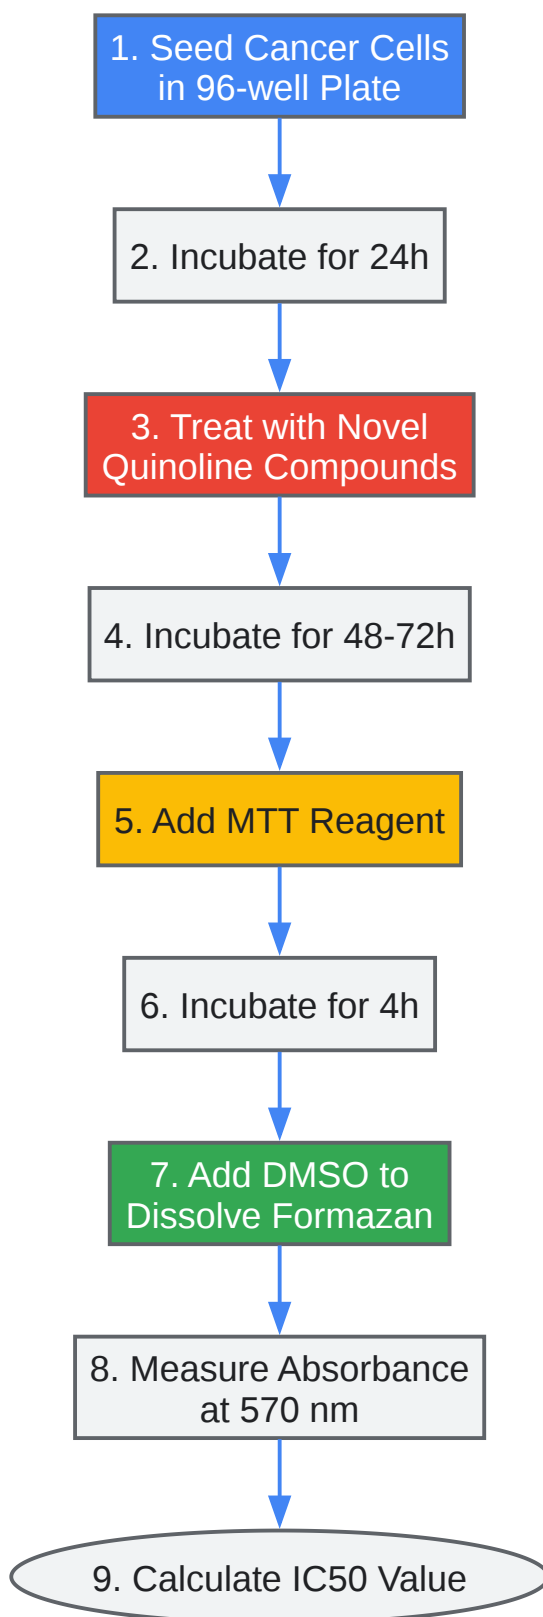 1. Seed Cancer Cells
in 96-well Plate
2. Incubate for 24h
3. Treat with Novel
Quinoline Compounds
4. Incubate for 48-72h
5. Add MTT Reagent
6. Incubate for 4h
7. Add DMSO to
Dissolve Formazan
8. Measure Absorbance
at 570 nm
9. Calculate IC50 Value